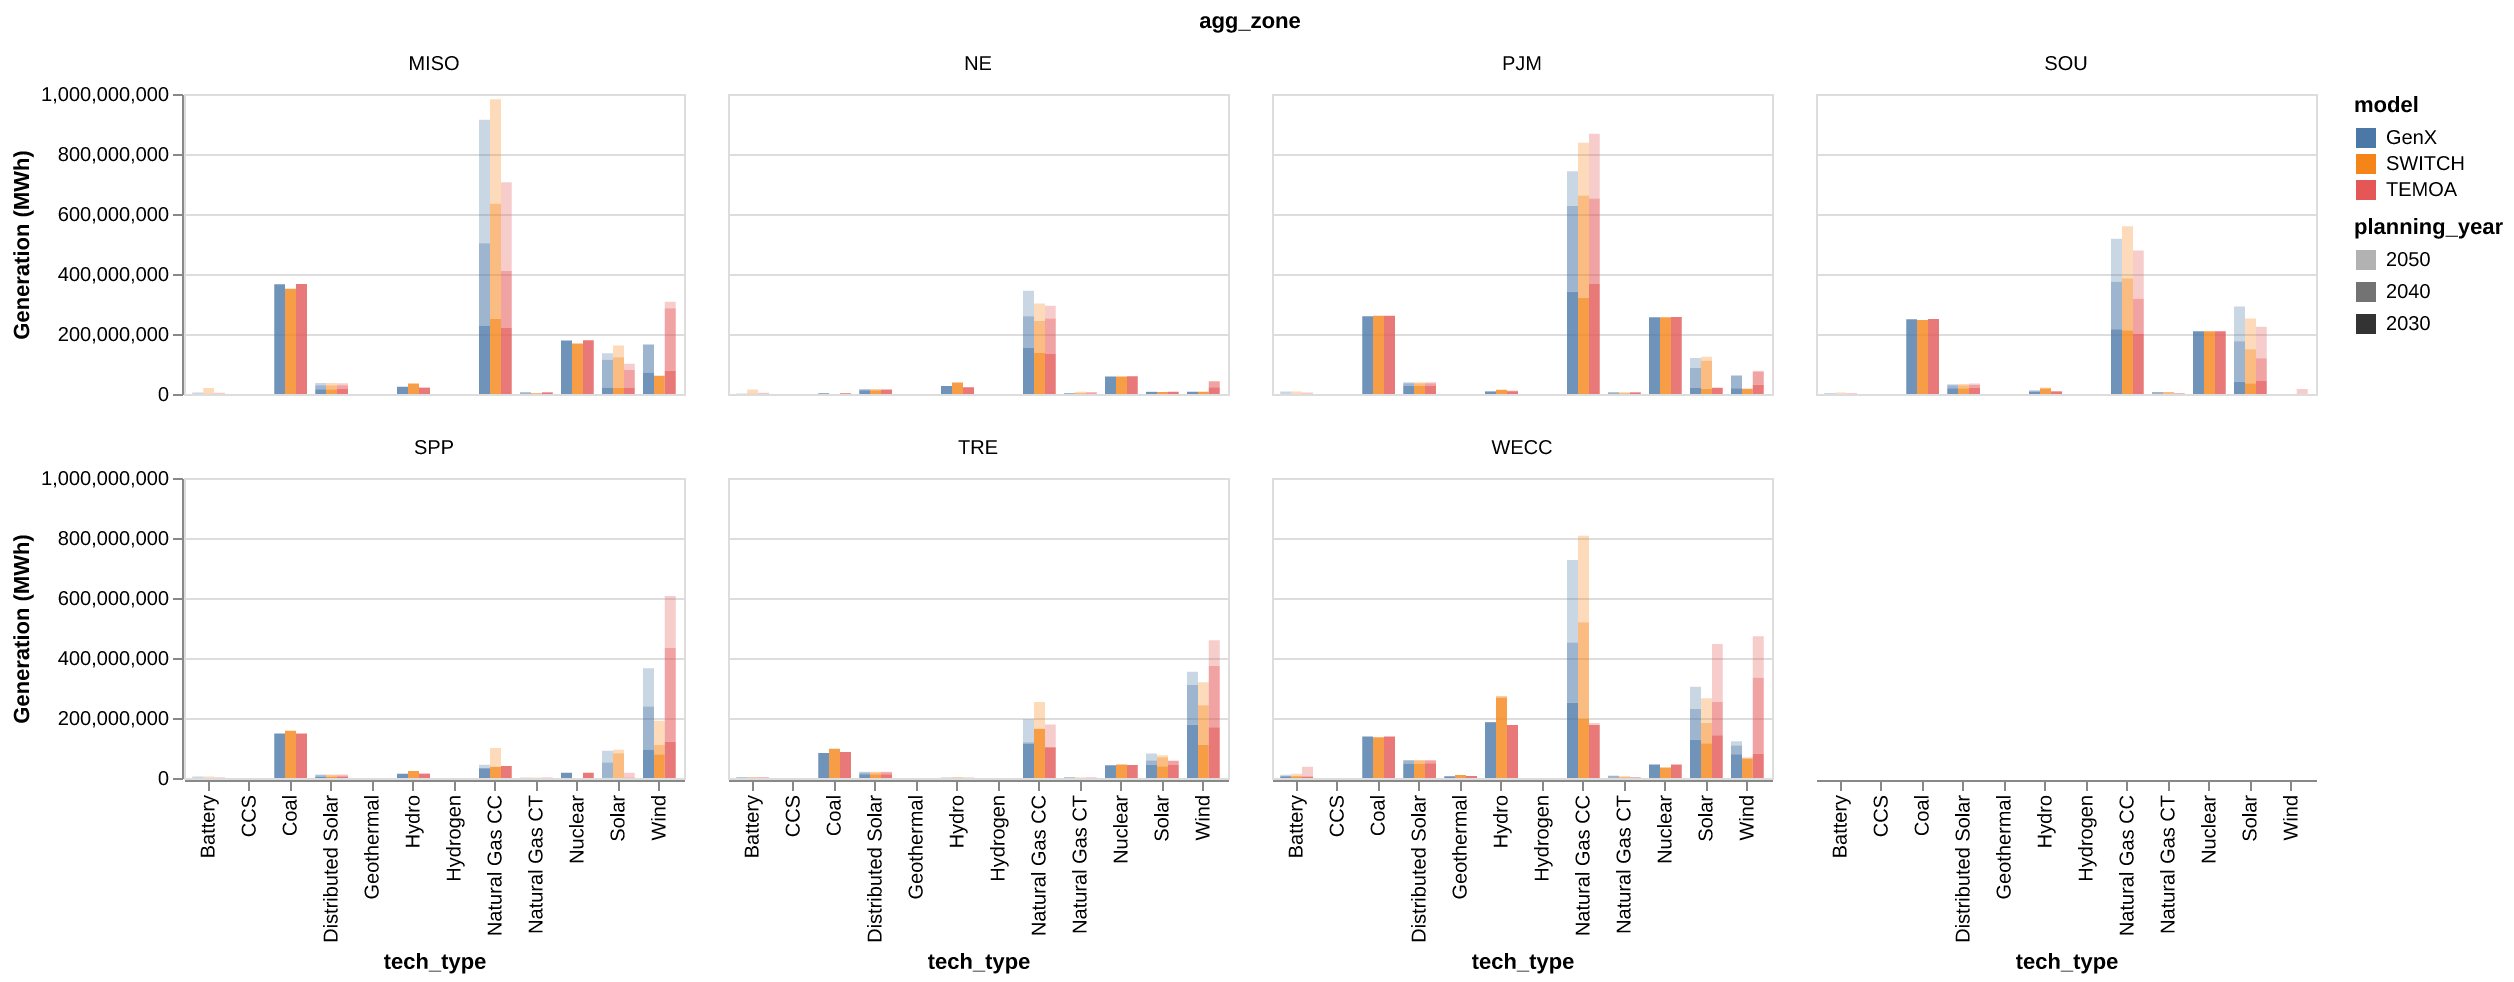 agg_zone
MISO
NE
PJM
SOU
1,000,000,000
800,000,000
600,000,000
400,000,000
200,000,000
0
Generation (MWh)
model
GenX
SWITCH
TEMOA
planning_year
2050
2040
2030
SPP
TRE
WECC
1,000,000,000
800,000,000
600,000,000
400,000,000
200,000,000
0
Generation (MWh)
Battery
CCS
Coal
Distributed Solar
Geothermal
Hydro
Hydrogen
Natural Gas CC
Natural Gas CT
Nuclear
Solar
Wind
Battery
CCS
Coal
Distributed Solar
Geothermal
Hydro
Hydrogen
Natural Gas CC
Natural Gas CT
Nuclear
Solar
Wind
Battery
CCS
Coal
Distributed Solar
Geothermal
Hydro
Hydrogen
Natural Gas CC
Natural Gas CT
Nuclear
Solar
Wind
Battery
CCS
Coal
Distributed Solar
Geothermal
Hydro
Hydrogen
Natural Gas CC
Natural Gas CT
Nuclear
Solar
Wind
tech_type
tech_type
tech_type
tech_type